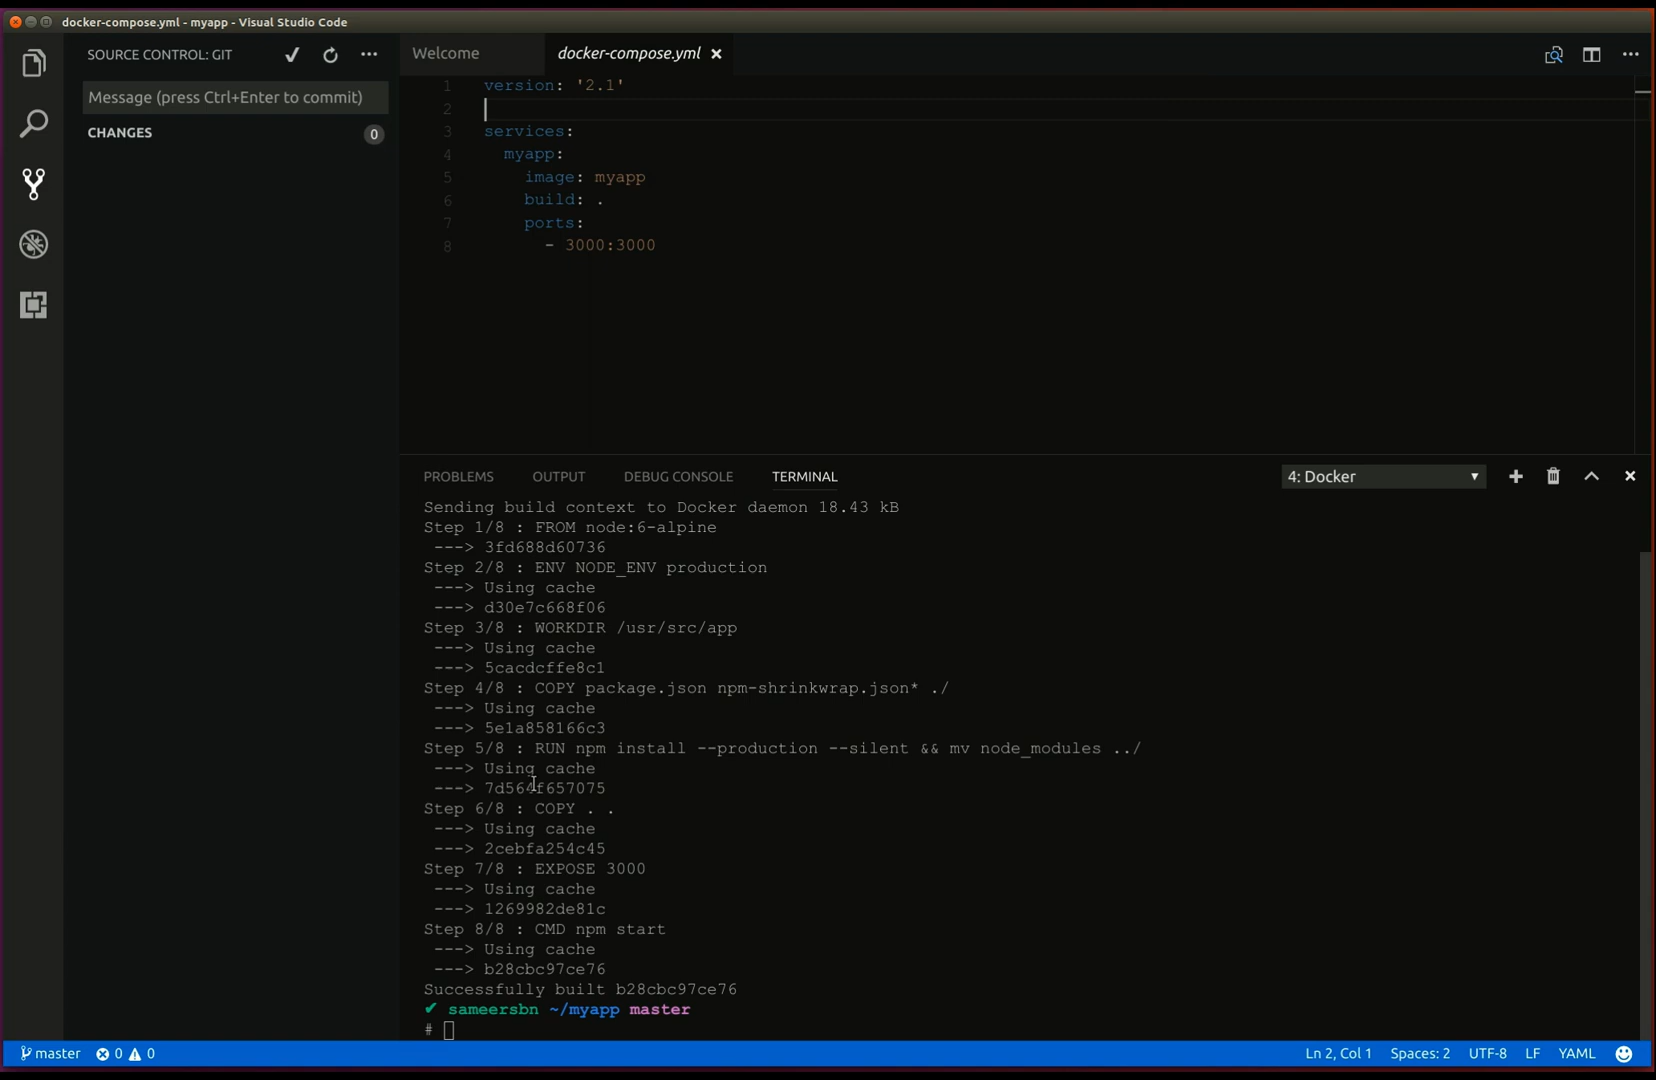 docker-compose.yml - myapp - Visual Studio Code
SOURCE CONTROL: GIT
Welcome
docker-compose.yml
Message (press Ctrl+Enter to commit)
CHANGES
0
1 version: '2.1'
2
3 services:
4 myapp:
5 image: myapp
6 build: .
7 ports:
8 - 3000:3000
PROBLEMS OUTPUT DEBUG CONSOLE TERMINAL
4: Docker
Sending build context to Docker daemon 18.43 kB
Step 1/8 : FROM node:6-alpine
---> 3fd688d60736
Step 2/8 : ENV NODE_ENV production
---> Using cache
---> d30e7c668f06
Step 3/8 : WORKDIR /usr/src/app
---> Using cache
---> 5cacdcffe8c1
Step 4/8 : COPY package.json npm-shrinkwrap.json* ./
---> Using cache
---> 5e1a858166c3
Step 5/8 : RUN npm install --production --silent && mv node_modules ../
---> Using cache
---> 7d564f657075
Step 6/8 : COPY . .
---> Using cache
---> 2cebfa254c45
Step 7/8 : EXPOSE 3000
---> Using cache
---> 1269982de81c
Step 8/8 : CMD npm start
---> Using cache
---> b28cbc97ce76
Successfully built b28cbc97ce76
✔ sameersbn ~/myapp master
#
master 0 0
Ln 2, Col 1 Spaces: 2 UTF-8 LF YAML